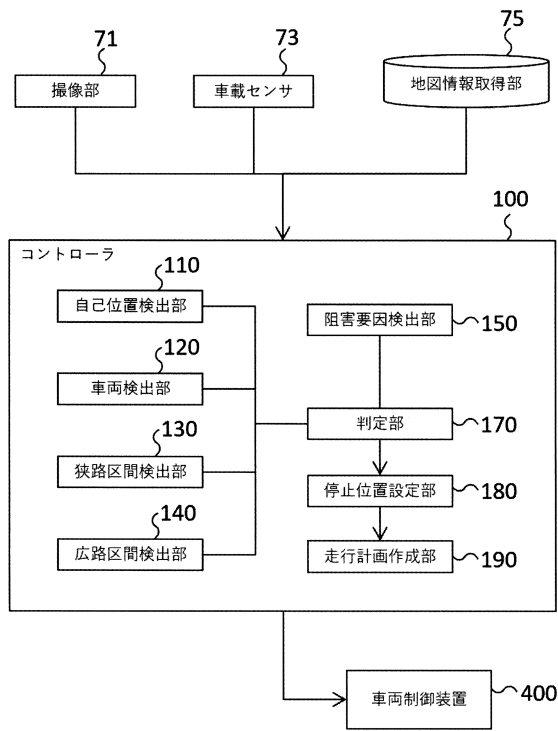 71
撮像部
73
車載センサ
75
地図情報取得部
100
コントローラ
110
自己位置検出部
120
車両検出部
130
狭路区間検出部
140
広路区間検出部
阻害要因検出部
150
判定部
170
停止位置設定部
180
走行計画作成部
190
車両制御装置
400